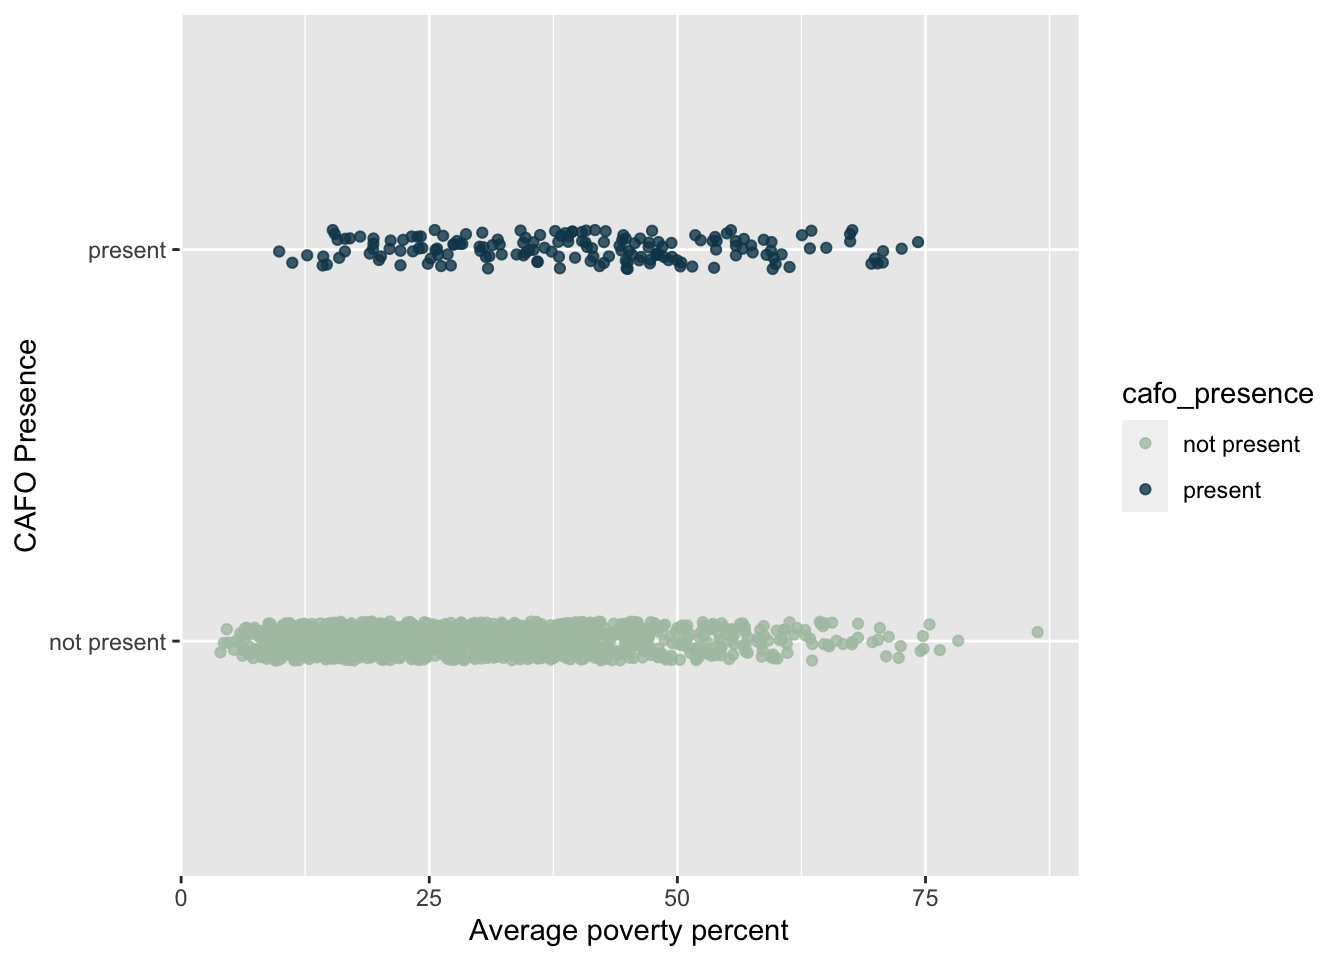 CAFO Presence
present
not present
0 25 50 75
Average poverty percent
cafo_presence
not present
present